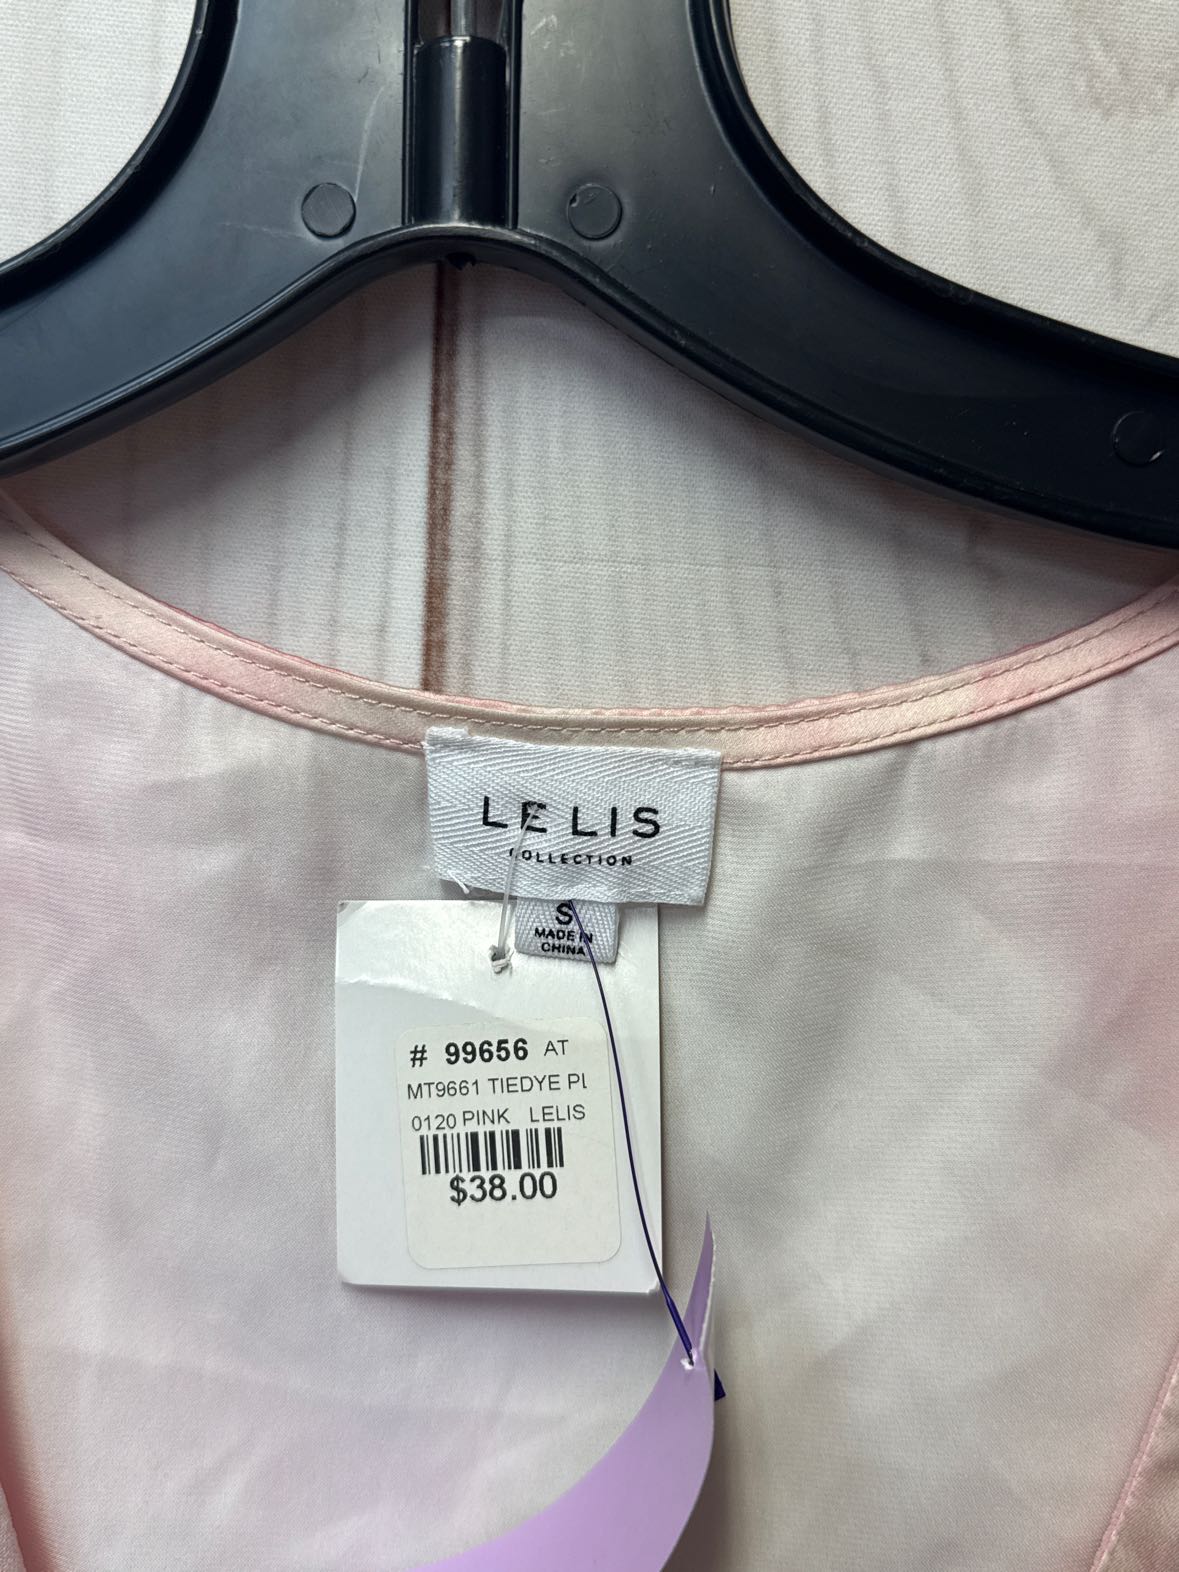 LE LIS
COLLECTION
S
MADE IN
CHINA
# 99656 AT
MT9661 TIEDYE PL
0120 PINK LELIS
$38.00